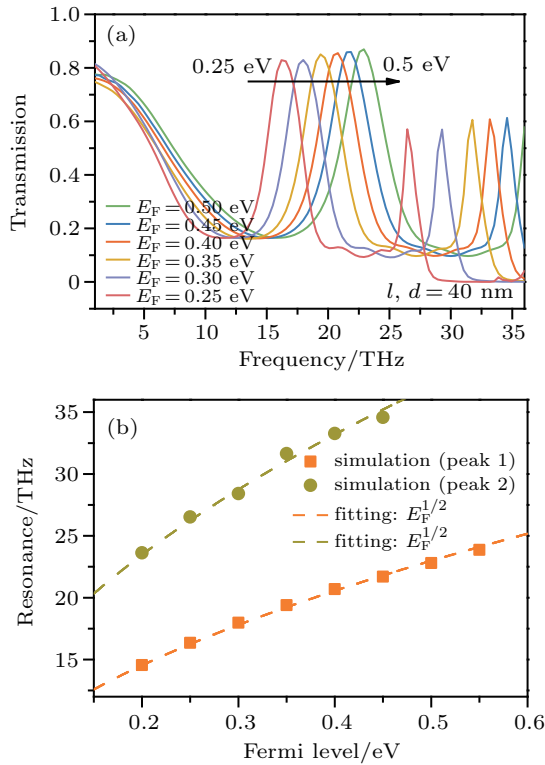 1.0
(a)
0.8
0.25 eV
0.5 eV
0.6
0.4
0.2
0
Transmission
E_F=0.50 eV
E_F=0.45 eV
E_F=0.40 eV
E_F=0.35 eV
E_F=0.30 eV
E_F=0.25 eV
l, d=40 nm
5 10 15 20 25 30 35
Frequency/THz
35
(b)
30
25
20
15
Resonance/THz
simulation (peak 1)
simulation (peak 2)
fitting: E_F^{1/2}
fitting: E_F^{1/2}
0.2 0.3 0.4 0.5 0.6
Fermi level/eV